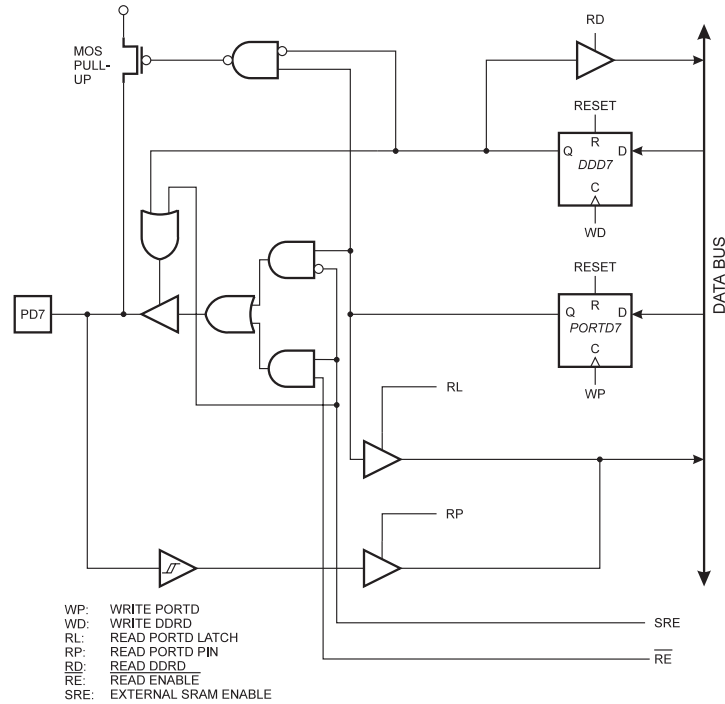 RD
MOS
PULL-
UP
RESET
R
Q
D
DDD7
C
WD
RESET
DATA BUS
R
PD7
Q
D
PORTD7
C
WP
RL
RP
WP: WRITE PORTD
WD: WRITE DDRD
RL: READ PORTD LATCH
RP: READ PORTD PIN
RD: READ DDRD
RE: READ ENABLE
SRE: EXTERNAL SRAM ENABLE
SRE
RE